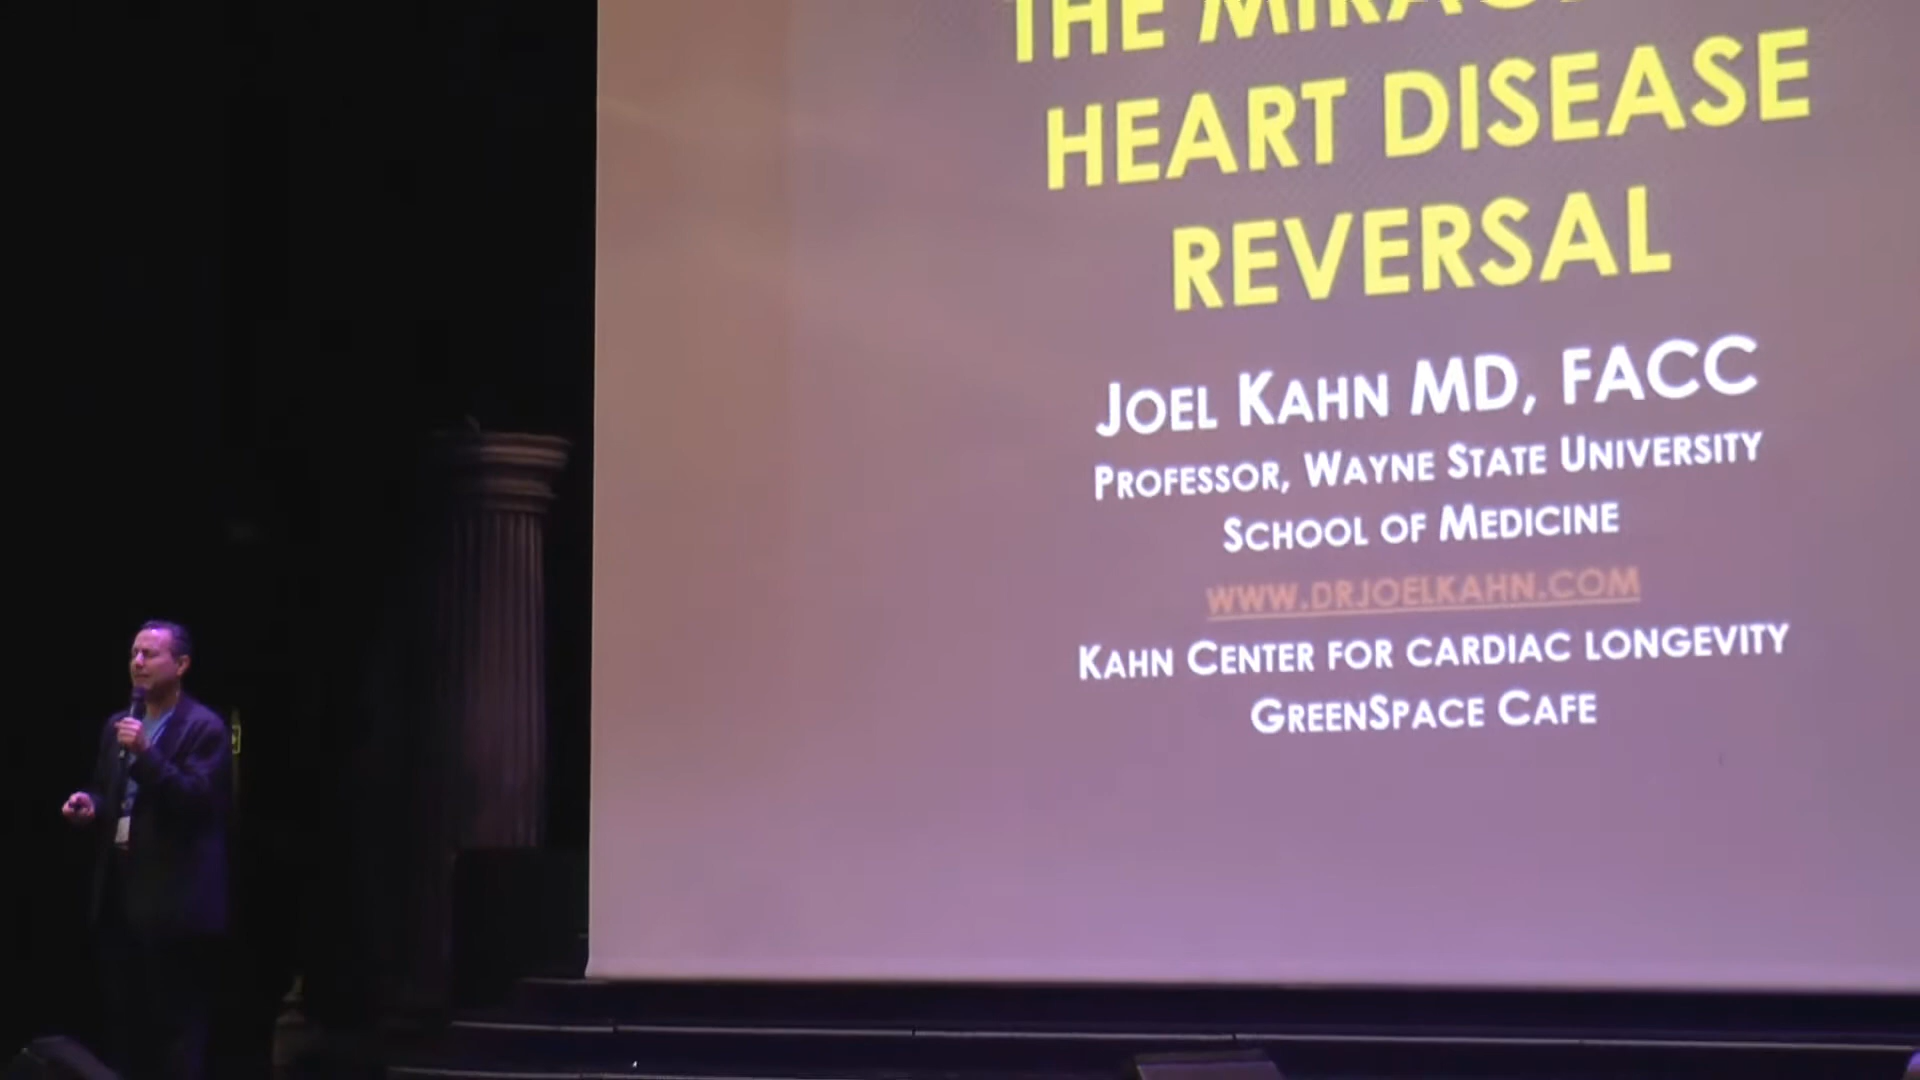 THE
HEART DISEASE
REVERSAL
JOEL KAHN MD, FACC
PROFESSOR, WAYNE STATE UNIVERSITY
SCHOOL OF MEDICINE
WWW.DRJOELKAHN.COM
KAHN CENTER FOR CARDIAC LONGEVITY
GREENSPACE CAFE